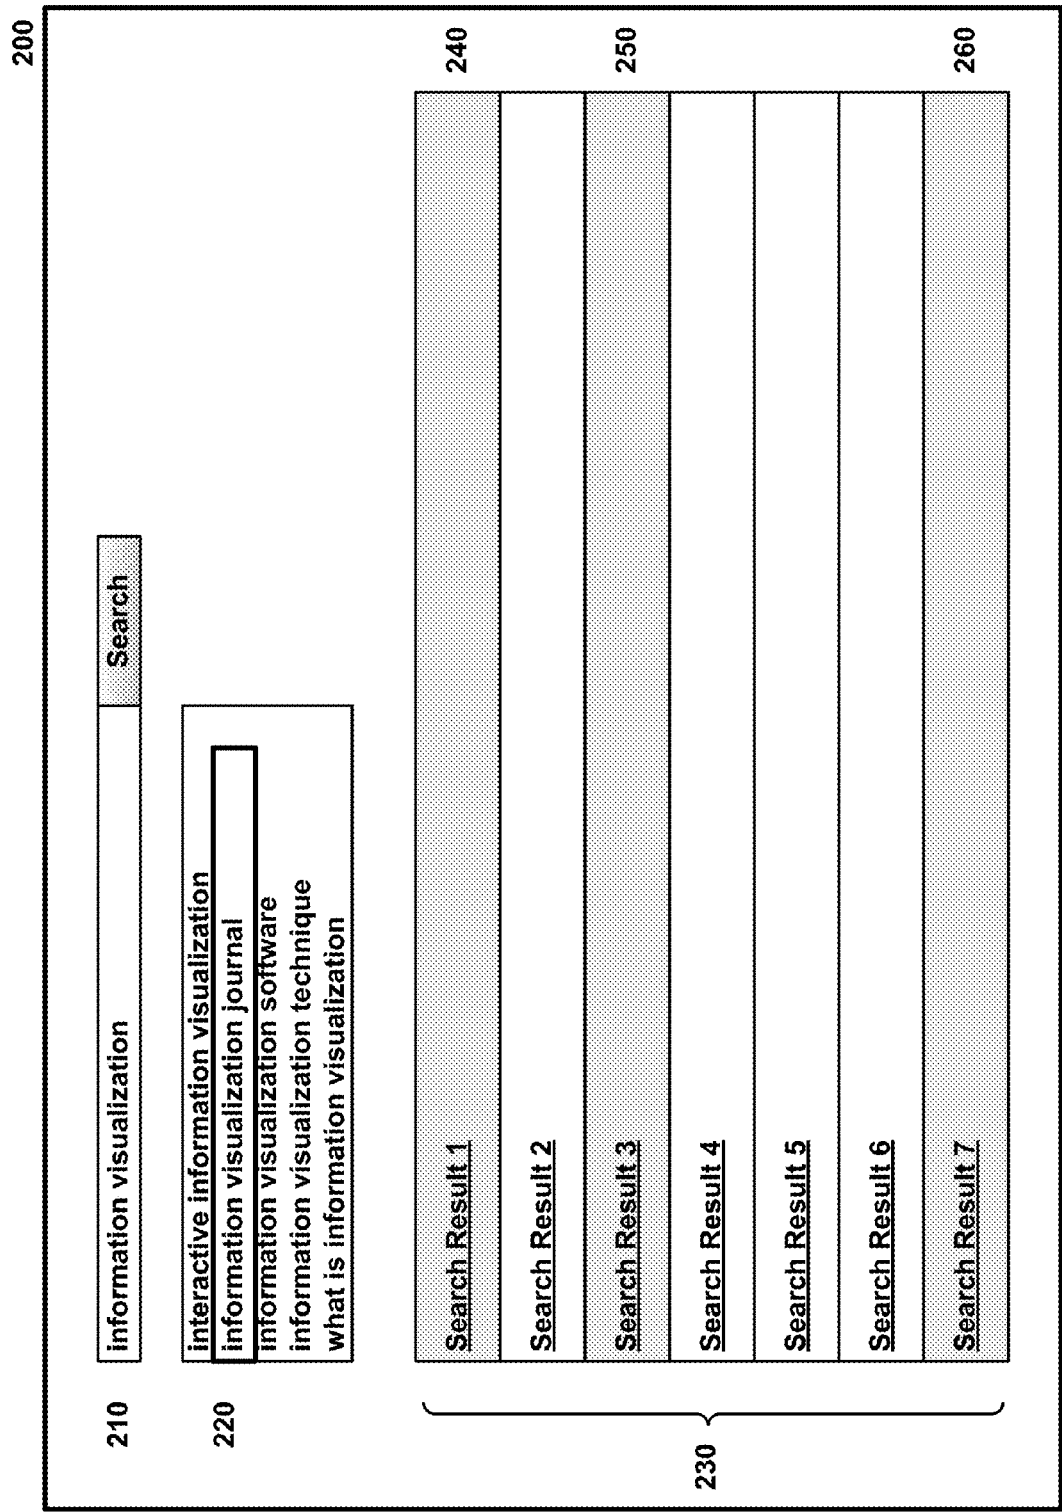 200
210
information visualization Search
220
interactive information visualization
information visualization journal
information visualization software
information visualization technique
what is information visualization
230
Search Result 1 240
Search Result 2
Search Result 3 250
Search Result 4
Search Result 5
Search Result 6
Search Result 7 260